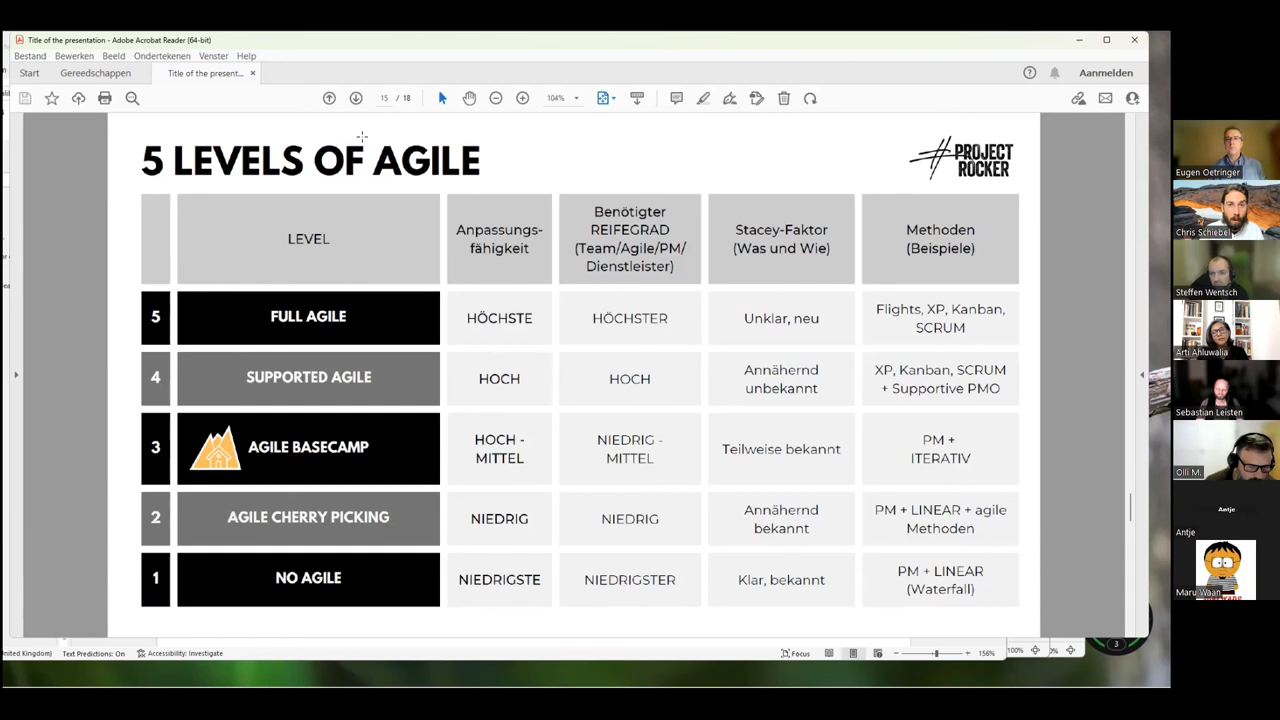 Title of the presentation - Adobe Acrobat Reader (64-bit)
Bestand Bewerken Beeld Ondertekenen Venster Help
Start Gereedschappen Title of the present... × Aanmelden
15 / 18 104%
5 LEVELS OF AGILE
#PROJECT
ROCKER
LEVEL
Anpassungs-
fähigkeit
Benötigter
REIFEGRAD
(Team/Agile/PM/
Dienstleister)
Stacey-Faktor
(Was und Wie)
Methoden
(Beispiele)
5
FULL AGILE
HÖCHSTE
HÖCHSTER
Unklar, neu
Flights, XP, Kanban,
SCRUM
4
SUPPORTED AGILE
HOCH
HOCH
Annähernd
unbekannt
XP, Kanban, SCRUM
+ Supportive PMO
3
AGILE BASECAMP
HOCH -
MITTEL
NIEDRIG -
MITTEL
Teilweise bekannt
PM +
ITERATIV
2
AGILE CHERRY PICKING
NIEDRIG
NIEDRIG
Annähernd
bekannt
PM + LINEAR + agile
Methoden
1
NO AGILE
NIEDRIGSTE
NIEDRIGSTER
Klar, bekannt
PM + LINEAR
(Waterfall)
Inited Kingdom) Text Predictions: On Accessibility: Investigate Focus 156%
100%
3
Eugen Oetringer
Chris Schiebel
Steffen Wentsch
Arti Ahluwalia
Sebastian Leisten
Olli M.
Antje
Antje
Maru Waan